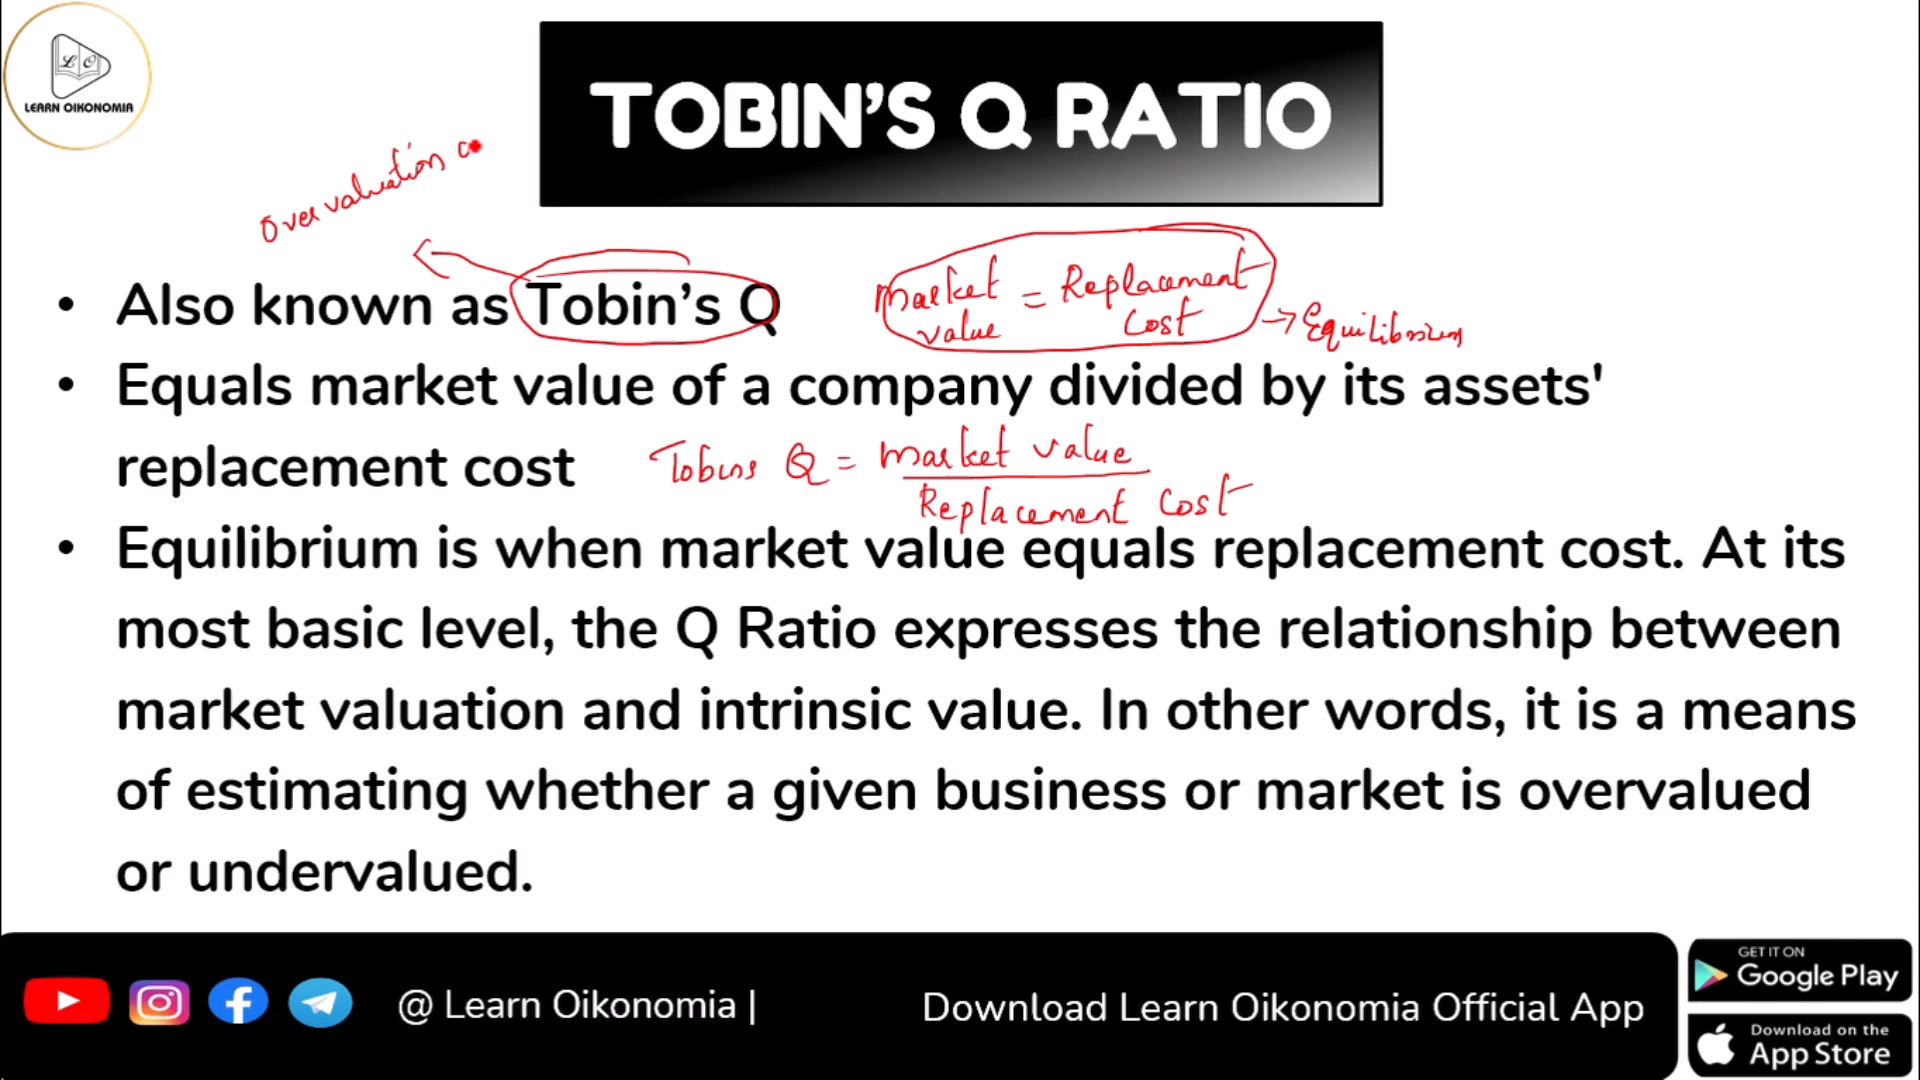 LO
LEARN OIKONOMIA
TOBIN'S Q RATIO
Overvaluation
• Also known as Tobin's Q
Market value = Replacement cost → Equilibrium
• Equals market value of a company divided by its assets'
replacement cost
Tobins Q = Market value
Replacement cost
• Equilibrium is when market value equals replacement cost. At its
most basic level, the Q Ratio expresses the relationship between
market valuation and intrinsic value. In other words, it is a means
of estimating whether a given business or market is overvalued
or undervalued.
@ Learn Oikonomia |
Download Learn Oikonomia Official App
GET IT ON
Google Play
Download on the
App Store